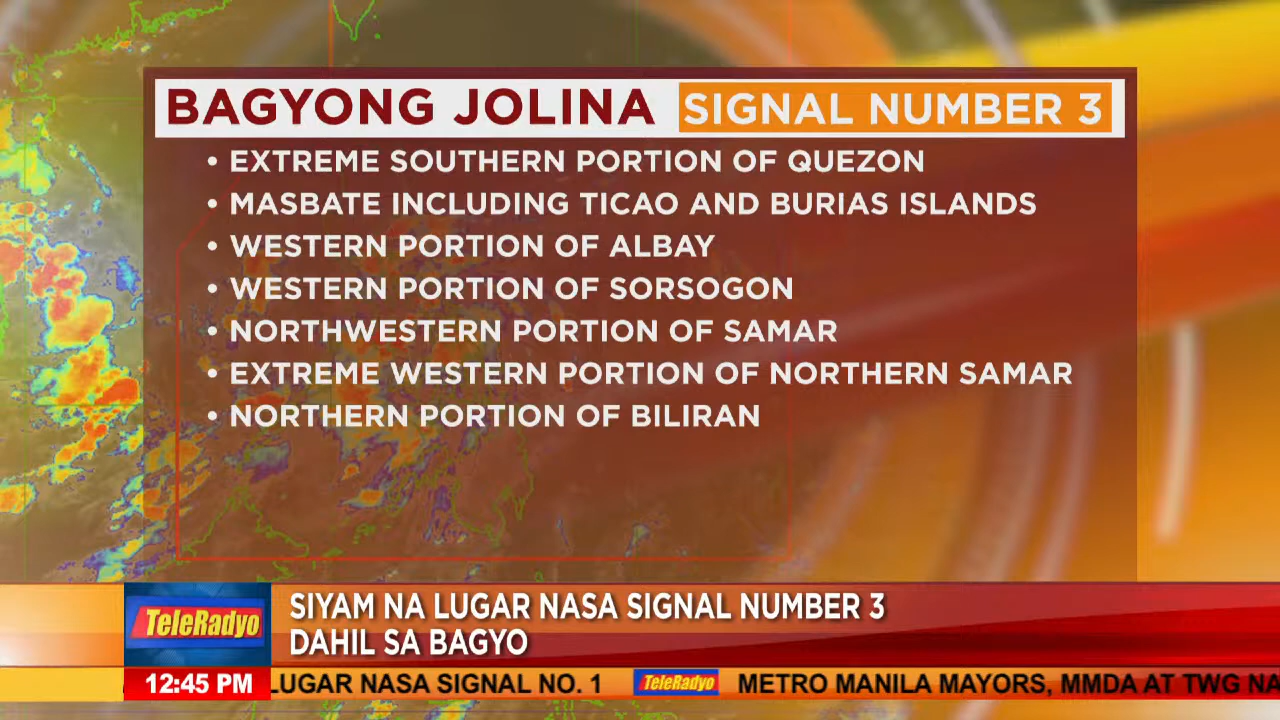 BAGYONG JOLINA SIGNAL NUMBER 3
• EXTREME SOUTHERN PORTION OF QUEZON
• MASBATE INCLUDING TICAO AND BURIAS ISLANDS
• WESTERN PORTION OF ALBAY
• WESTERN PORTION OF SORSOGON
• NORTHWESTERN PORTION OF SAMAR
• EXTREME WESTERN PORTION OF NORTHERN SAMAR
• NORTHERN PORTION OF BILIRAN
TeleRadyo
SIYAM NA LUGAR NASA SIGNAL NUMBER 3
DAHIL SA BAGYO
12:45 PM LUGAR NASA SIGNAL NO. 1 TeleRadyo METRO MANILA MAYORS, MMDA AT TWG NA